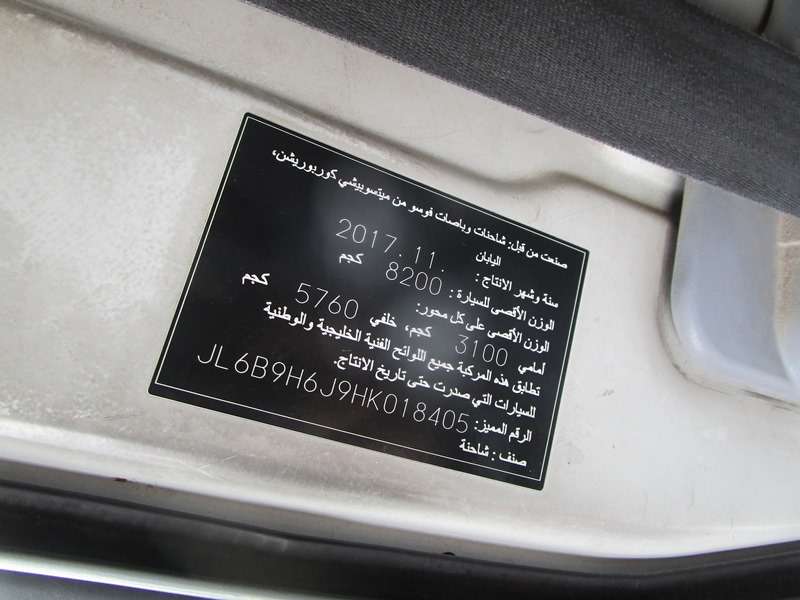 صنعت من قبل: شاحنات وباصات فوسو من ميتسوبيشي كوربوريشن،
اليابان
سنة وشهر الانتاج : 2017.11.
الوزن الأقصى للسيارة : 8200 كجم
الوزن الأقصى على كل محور:
أمامي 3100 كجم، خلفي 5760 كجم
تطابق هذه المركبة جميع اللوائح الفنية الخليجية والوطنية
للسيارات التي صدرت حتى تاريخ الانتاج.
الرقم المميز: JL6B9H6J9HK018405
صنف : شاحنة